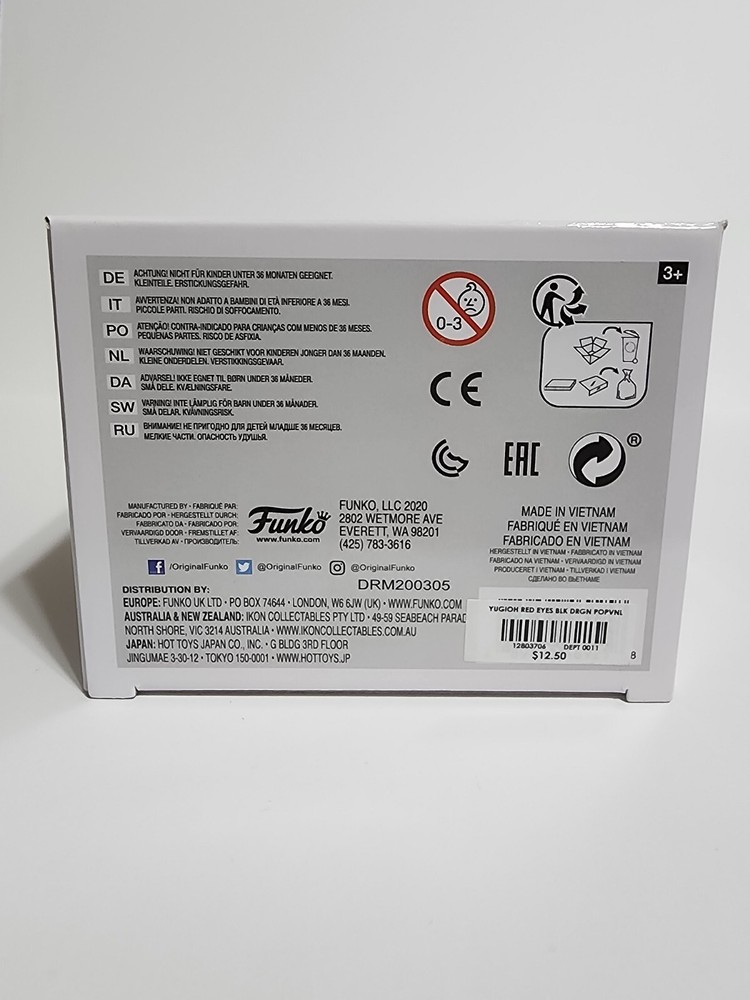 3+
DE ACHTUNG! NICHT FÜR KINDER UNTER 36 MONATEN GEEIGNET.
KLEINTEILE. ERSTICKUNGSGEFAHR.
IT AVVERTENZA! NON ADATTO A BAMBINI DI ETÀ INFERIORE A 36 MESI.
PICCOLE PARTI. RISCHIO DI SOFFOCAMENTO.
PO ATENÇÃO! CONTRA-INDICADO PARA CRIANÇAS COM MENOS DE 36 MESES.
PEQUENAS PARTES. RISCO DE ASFIXIA.
NL WAARSCHUWING! NIET GESCHIKT VOOR KINDEREN JONGER DAN 36 MAANDEN.
KLEINE ONDERDELEN. VERSTIKKINGSGEVAAR.
DA ADVARSEL! IKKE EGNET TIL BØRN UNDER 36 MÅNEDER.
SMÅ DELE. KVÆLNINGSFARE.
SW VARNING! INTE LÄMPLIG FÖR BARN UNDER 36 MÅNADER.
SMÅ DELAR. KVÄVNINGSRISK.
RU ВНИМАНИЕ! НЕ ПРИГОДНО ДЛЯ ДЕТЕЙ МЛАДШЕ 36 МЕСЯЦЕВ.
МЕЛКИЕ ЧАСТИ. ОПАСНОСТЬ УДУШЬЯ.
0-3
CE
EAC
®
MANUFACTURED BY • FABRIQUÉ PAR:
FABRICADO POR • HERGESTELLT DURCH:
FABBRICATO DA • FABRICADO POR:
VERVAARDIGD DOOR • FREMSTILLET AF:
TILLVERKAD AV • ПРОИЗВОДИТЕЛЬ:
Funko
www.funko.com
FUNKO, LLC 2020
2802 WETMORE AVE
EVERETT, WA 98201
(425) 783-3616
MADE IN VIETNAM
FABRIQUÉ EN VIETNAM
FABRICADO EN VIETNAM
HERGESTELLT IN VIETNAM • FABBRICATO IN VIETNAM
FABRICADO NA VIETNAM • VERVAARDIGD IN VIETNAM
PRODUCERET I VIETNAM • TILLVERKAD I VIETNAM
СДЕЛАНО ВО ВЬЕТНАМЕ
f /OriginalFunko @OriginalFunko @OriginalFunko
DRM200305
DISTRIBUTION BY:
EUROPE: FUNKO UK LTD • PO BOX 74644 • LONDON, W6 6JW (UK) • WWW.FUNKO.COM
AUSTRALIA & NEW ZEALAND: IKON COLLECTABLES PTY LTD • 49-59 SEABEACH PARAD
NORTH SHORE, VIC 3214 AUSTRALIA • WWW.IKONCOLLECTABLES.COM.AU
JAPAN: HOT TOYS JAPAN CO., INC. • G BLDG 3RD FLOOR
JINGUMAE 3-30-12 • TOKYO 150-0001 • WWW.HOTTOYS.JP
YUGIOH RED EYES BLK DRGN POPVNL
12803706 DEPT 0011
$12.50
8